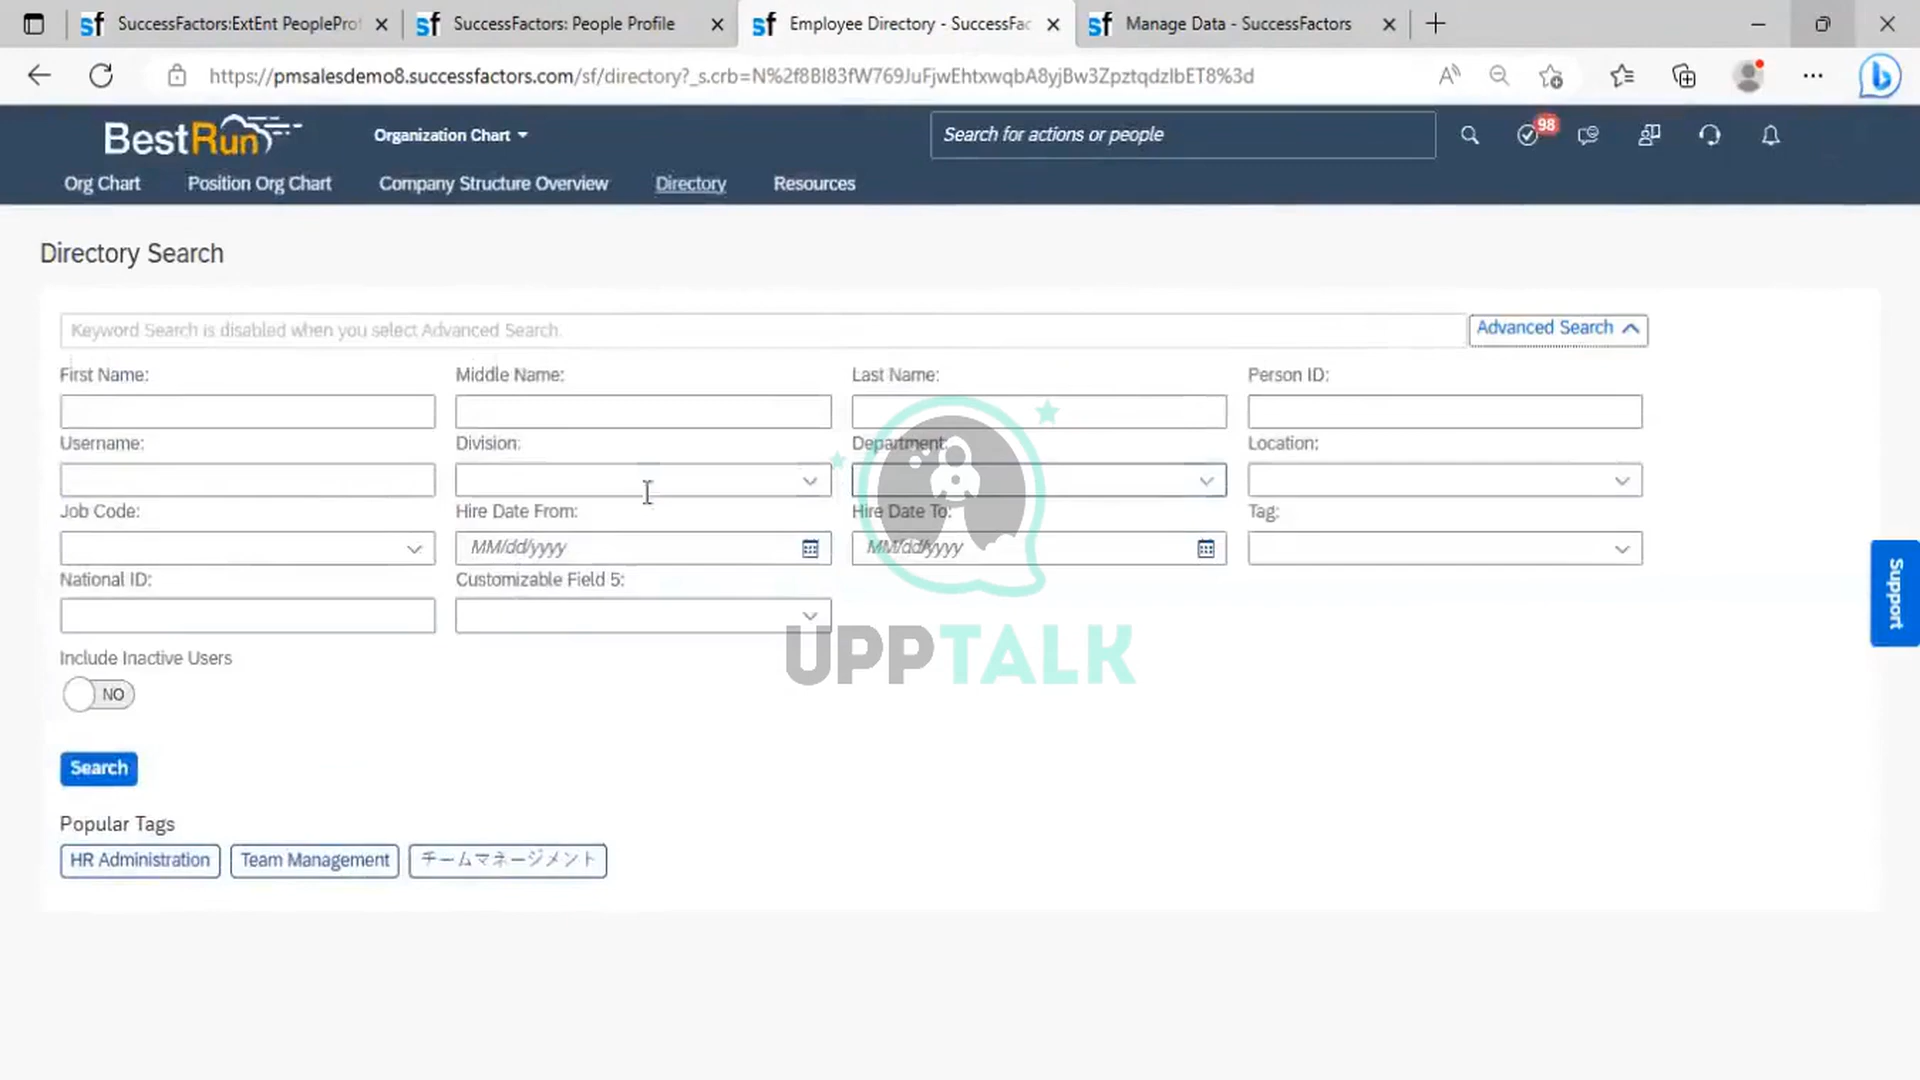 SuccessFactors:ExtEnt PeopleProf
SuccessFactors: People Profile
Employee Directory - SuccessFac
Manage Data - SuccessFactors
https://pmsalesdemo8.successfactors.com/sf/directory?_s.crb=N%2f8BI83fW769JuFjwEhtxwqbA8yjBw3ZpztqdzlbET8%3d
BestRun
Organization Chart
Search for actions or people
98
Org Chart
Position Org Chart
Company Structure Overview
Directory
Resources
Directory Search
Keyword Search is disabled when you select Advanced Search.
Advanced Search
First Name:
Middle Name:
Last Name:
Person ID:
Username:
Division:
Department:
Location:
Job Code:
Hire Date From:
Hire Date To:
Tag:
MM/dd/yyyy
MM/dd/yyyy
National ID:
Customizable Field 5:
Support
UPPTALK
Include Inactive Users
NO
Search
Popular Tags
HR Administration
Team Management
チームマネージメント